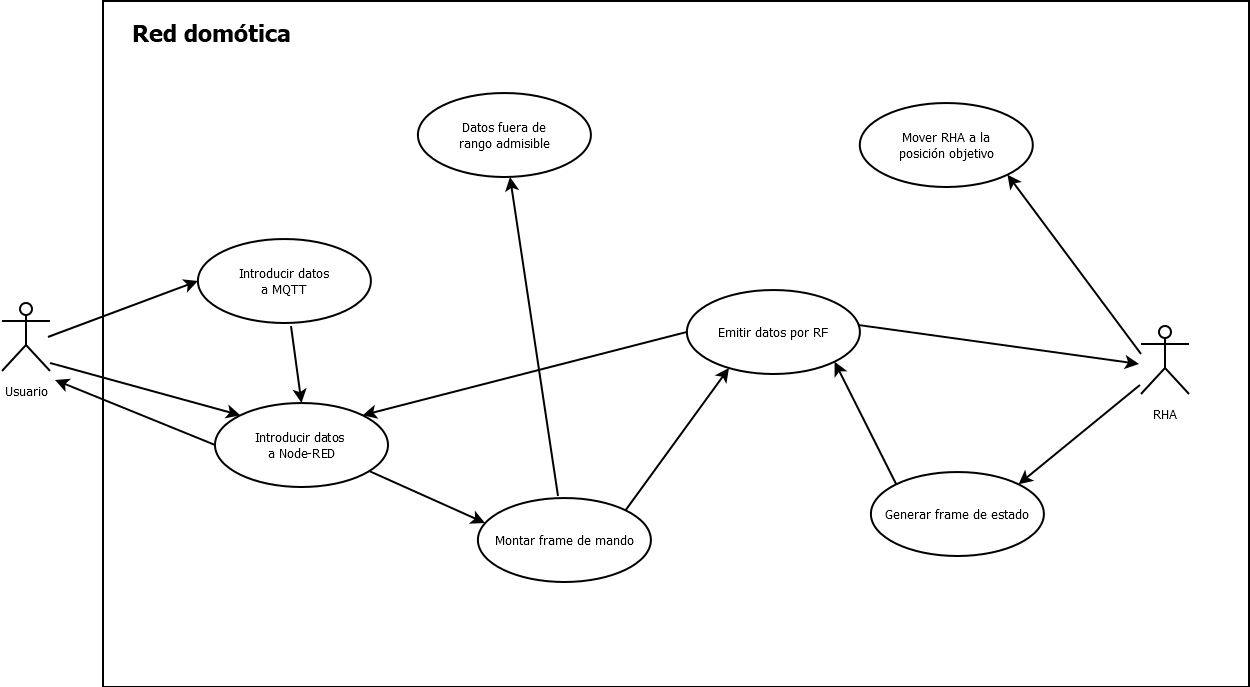 Red domótica
Datos fuera de
rango admisible
Mover RHA a la
posición objetivo
Introducir datos
a MQTT
Emitir datos por RF
Usuario
RHA
Introducir datos
a Node-RED
Generar frame de estado
Montar frame de mando